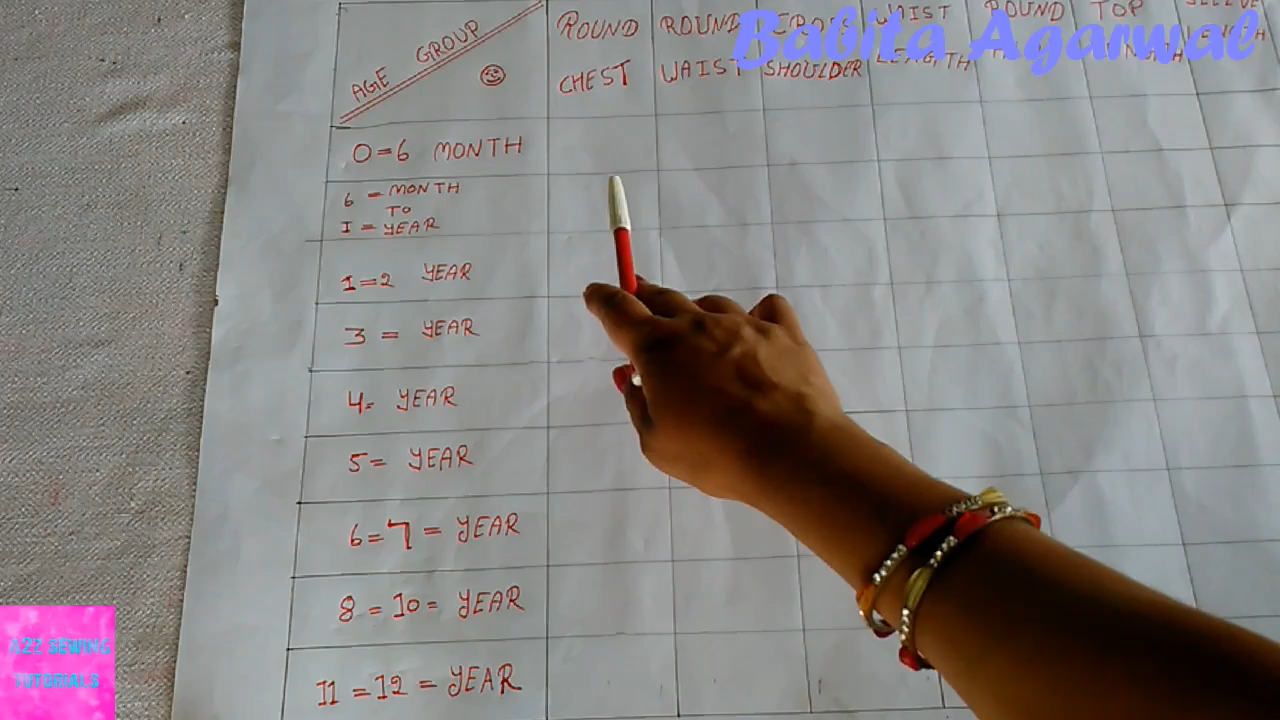 AGE GROUP
ROUND CHEST
ROUND WAIST
SHOULDER
WAIST LENGTH
ROUND
TOP
Babita Agarwal
0=6 MONTH
6 = MONTH
TO
1 = YEAR
1=2 YEAR
3 = YEAR
4= YEAR
5= YEAR
6=7= YEAR
8=10= YEAR
11=12= YEAR
A2Z SEWING
TUTORIALS